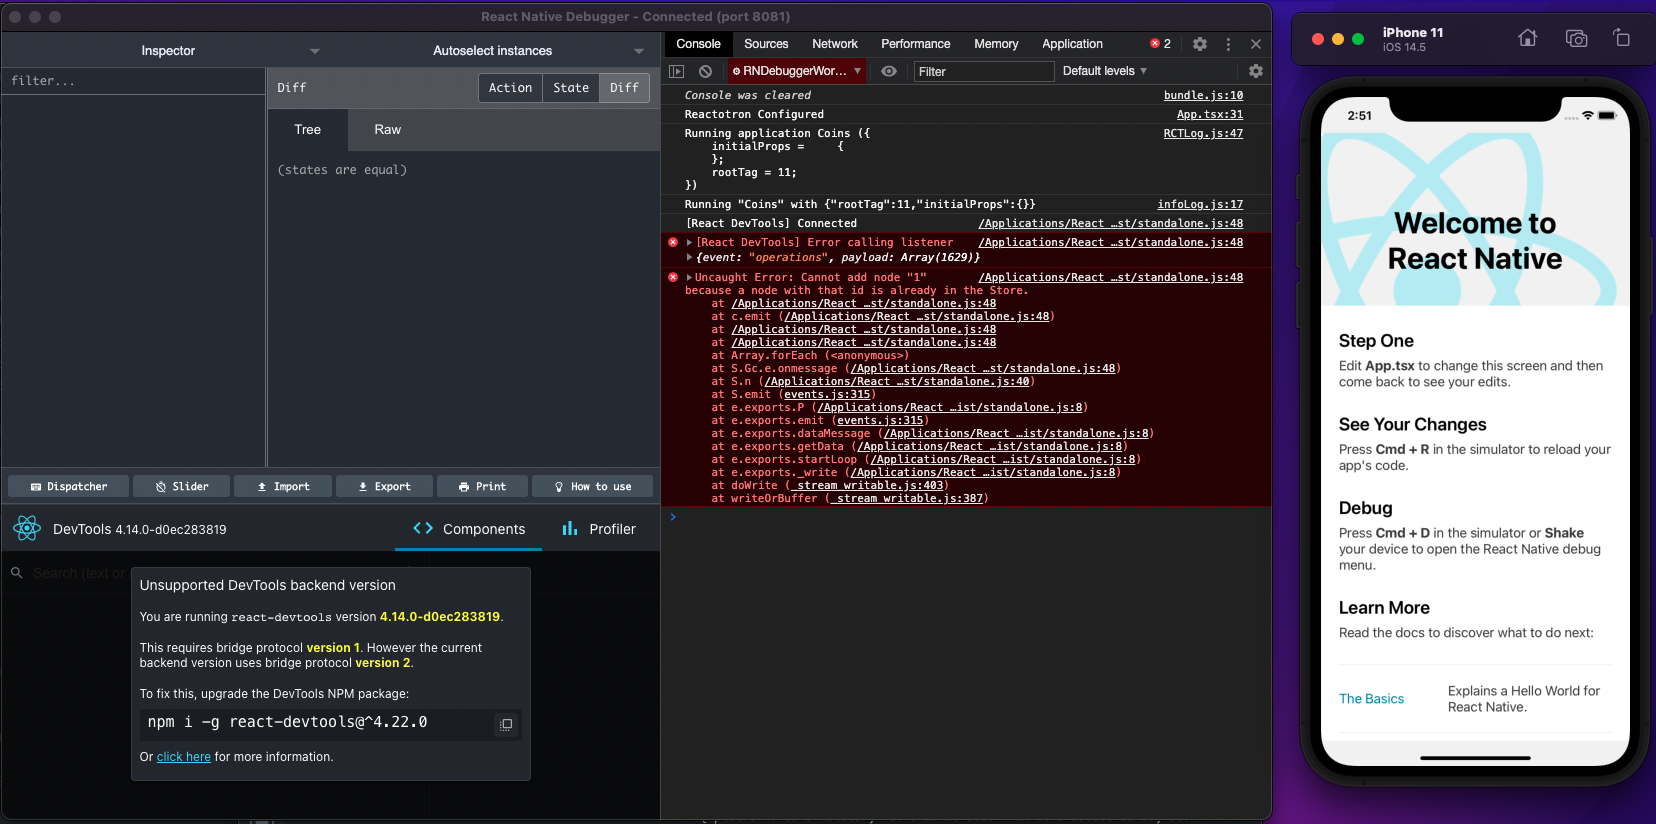 React Native Debugger - Connected (port 8081)
Inspector
Autoselect instances
filter...
Diff
Action
State
Diff
Tree
Raw
(states are equal)
Dispatcher
Slider
Import
Export
Print
How to use
DevTools 4.14.0-d0ec283819
Components
Profiler
Search (text or
Unsupported DevTools backend version
You are running react-devtools version 4.14.0-d0ec283819.
This requires bridge protocol version 1. However the current
backend version uses bridge protocol version 2.
To fix this, upgrade the DevTools NPM package:
npm i -g react-devtools@^4.22.0
Or click here for more information.
Console
Sources
Network
Performance
Memory
Application
2
RNDebuggerWor...
Filter
Default levels
Console was cleared bundle.js:10
Reactotron Configured App.tsx:31
Running application Coins ({ RCTLog.js:47
initialProps = {
};
rootTag = 11;
})
Running "Coins" with {"rootTag":11,"initialProps":{}} infoLog.js:17
[React DevTools] Connected /Applications/React …st/standalone.js:48
[React DevTools] Error calling listener /Applications/React …st/standalone.js:48
{event: "operations", payload: Array(1629)}
Uncaught Error: Cannot add node "1" /Applications/React …st/standalone.js:48
because a node with that id is already in the Store.
at /Applications/React …st/standalone.js:48
at c.emit (/Applications/React …st/standalone.js:48)
at /Applications/React …st/standalone.js:48
at /Applications/React …st/standalone.js:48
at Array.forEach (<anonymous>)
at S.Gc.e.onmessage (/Applications/React …st/standalone.js:48)
at S.n (/Applications/React …st/standalone.js:40)
at S.emit (events.js:315)
at e.exports.P (/Applications/React …ist/standalone.js:8)
at e.exports.emit (events.js:315)
at e.exports.dataMessage (/Applications/React …ist/standalone.js:8)
at e.exports.getData (/Applications/React …ist/standalone.js:8)
at e.exports.startLoop (/Applications/React …ist/standalone.js:8)
at e.exports._write (/Applications/React …ist/standalone.js:8)
at doWrite (_stream_writable.js:403)
at writeOrBuffer (_stream_writable.js:387)
iPhone 11
iOS 14.5
2:51
Welcome to
React Native
Step One
Edit App.tsx to change this screen and then
come back to see your edits.
See Your Changes
Press Cmd + R in the simulator to reload your
app's code.
Debug
Press Cmd + D in the simulator or Shake
your device to open the React Native debug
menu.
Learn More
Read the docs to discover what to do next:
The Basics
Explains a Hello World for
React Native.